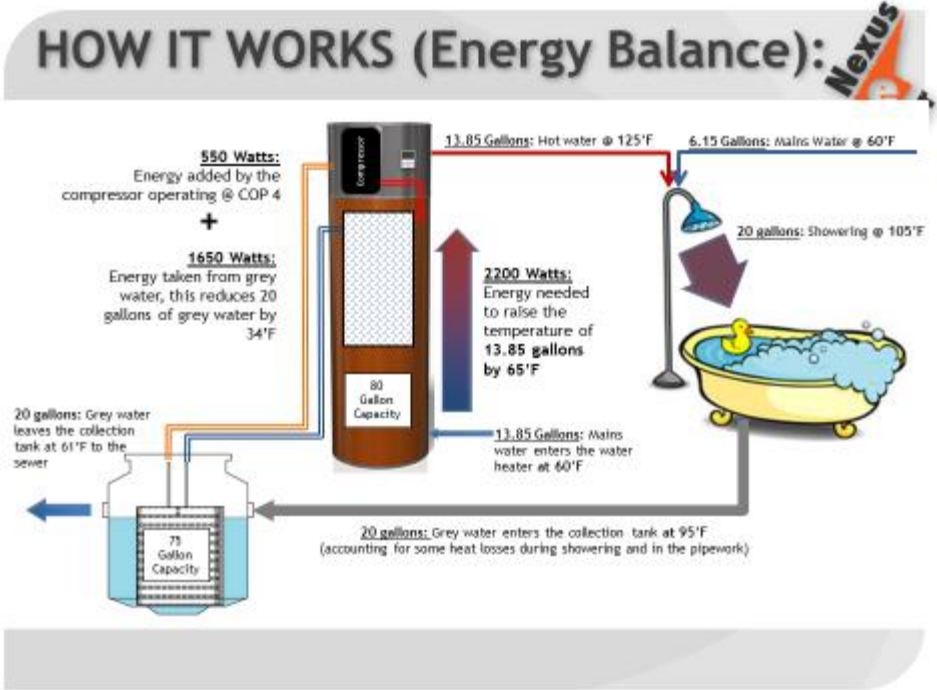 HOW IT WORKS (Energy Balance):
Nexus
550 Watts:
Energy added by the
compressor operating @ COP 4
+
1650 Watts:
Energy taken from grey
water, this reduces 20
gallons of grey water by
34°F
Compressor
13.85 Gallons: Hot water @ 125°F
6.15 Gallons: Mains Water @ 60°F
20 gallons: Showering @ 105°F
2200 Watts:
Energy needed
to raise the
temperature of
13.85 gallons
by 65°F
80
Gallon
Capacity
13.85 Gallons: Mains
water enters the water
heater at 60°F
20 gallons: Grey water
leaves the collection
tank at 61°F to the
sewer
75
Gallon
Capacity
20 gallons: Grey water enters the collection tank at 95°F
(accounting for some heat losses during showering and in the pipework)